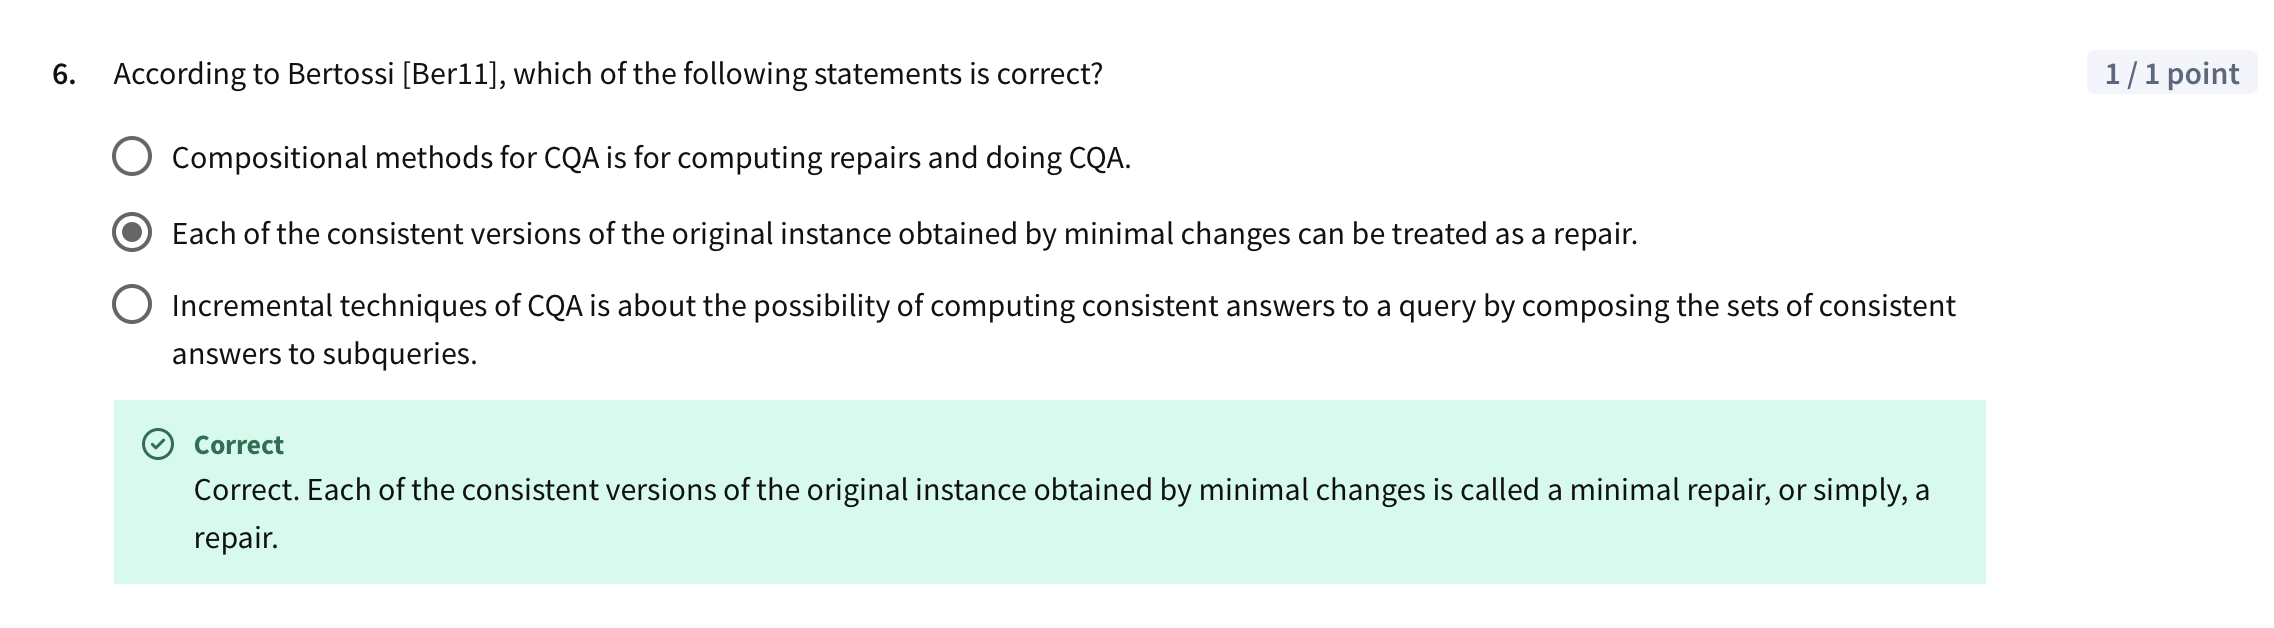 6. According to Bertossi [Ber11], which of the following statements is correct? 1 / 1 point
Compositional methods for CQA is for computing repairs and doing CQA.
Each of the consistent versions of the original instance obtained by minimal changes can be treated as a repair.
Incremental techniques of CQA is about the possibility of computing consistent answers to a query by composing the sets of consistent
answers to subqueries.
Correct
Correct. Each of the consistent versions of the original instance obtained by minimal changes is called a minimal repair, or simply, a
repair.